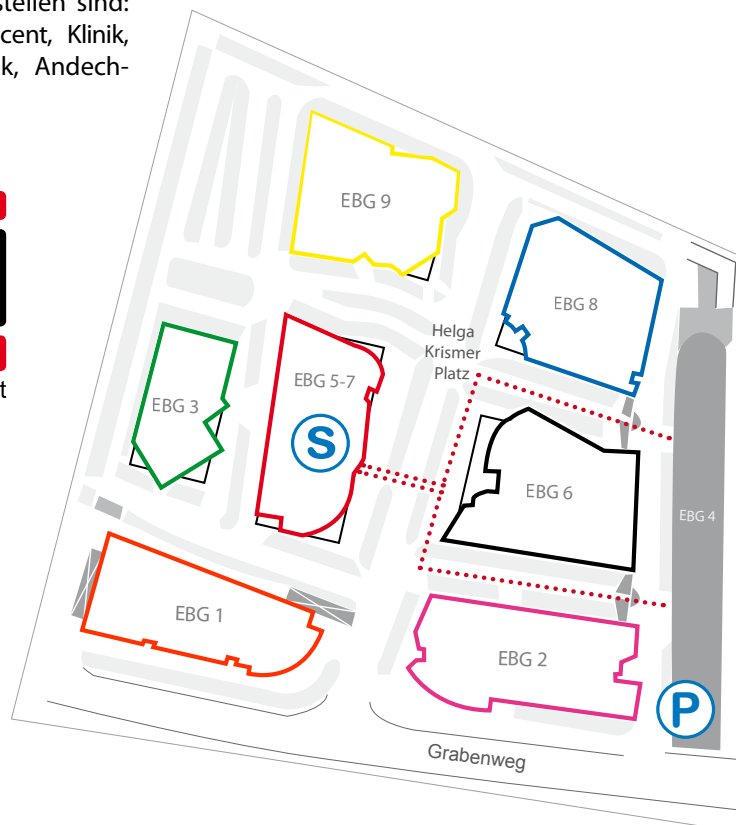 stellen sind:
cent, Klinik,
k, Andech-
t
EBG 9
EBG 8
Helga
Krismer
Platz
EBG 5-7
S
EBG 3
EBG 6
EBG 4
EBG 1
EBG 2
P
Grabenweg